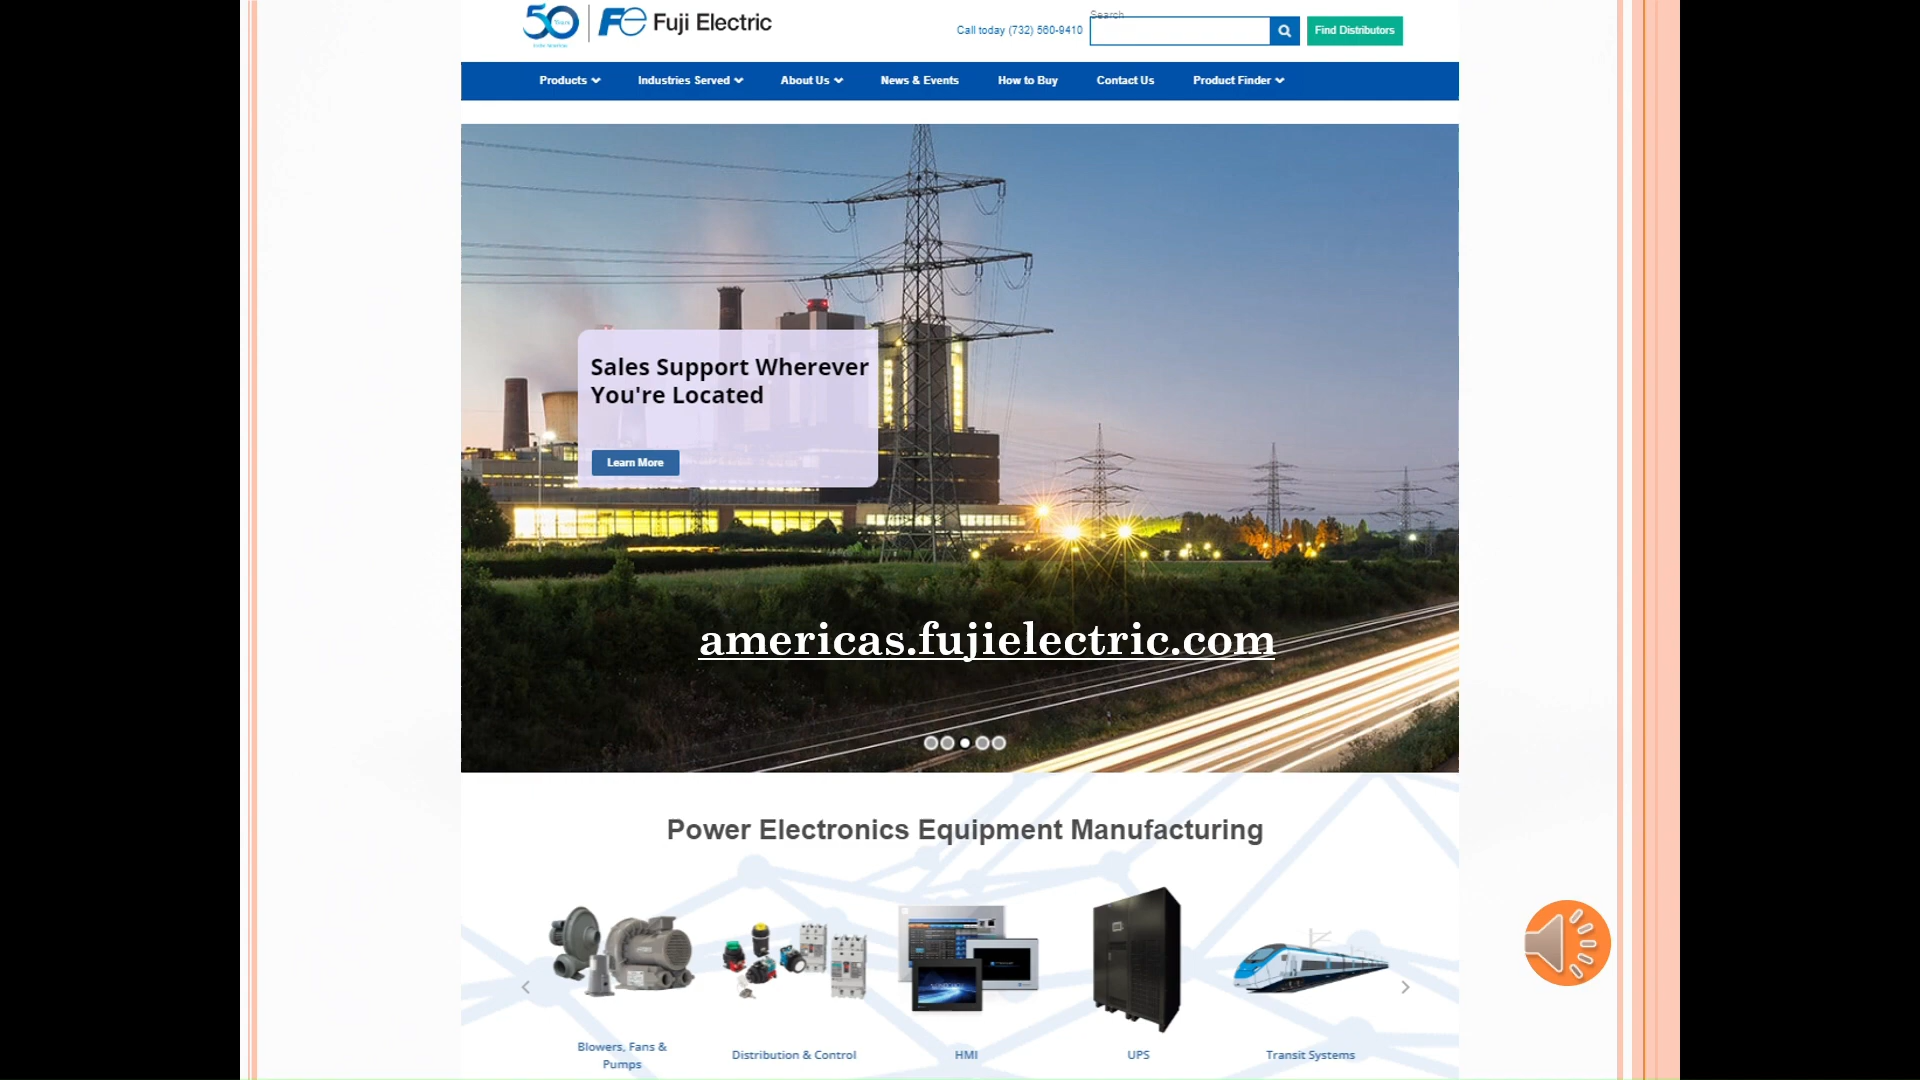 50
Years
Fe Fuji Electric
Call today (732) 560-9410
Search
Find Distributors
Products
Industries Served
About Us
News & Events
How to Buy
Contact Us
Product Finder
Sales Support Wherever
You're Located
Learn More
americas.fujielectric.com
Power Electronics Equipment Manufacturing
Blowers, Fans &
Pumps
Distribution & Control
HMI
UPS
Transit Systems